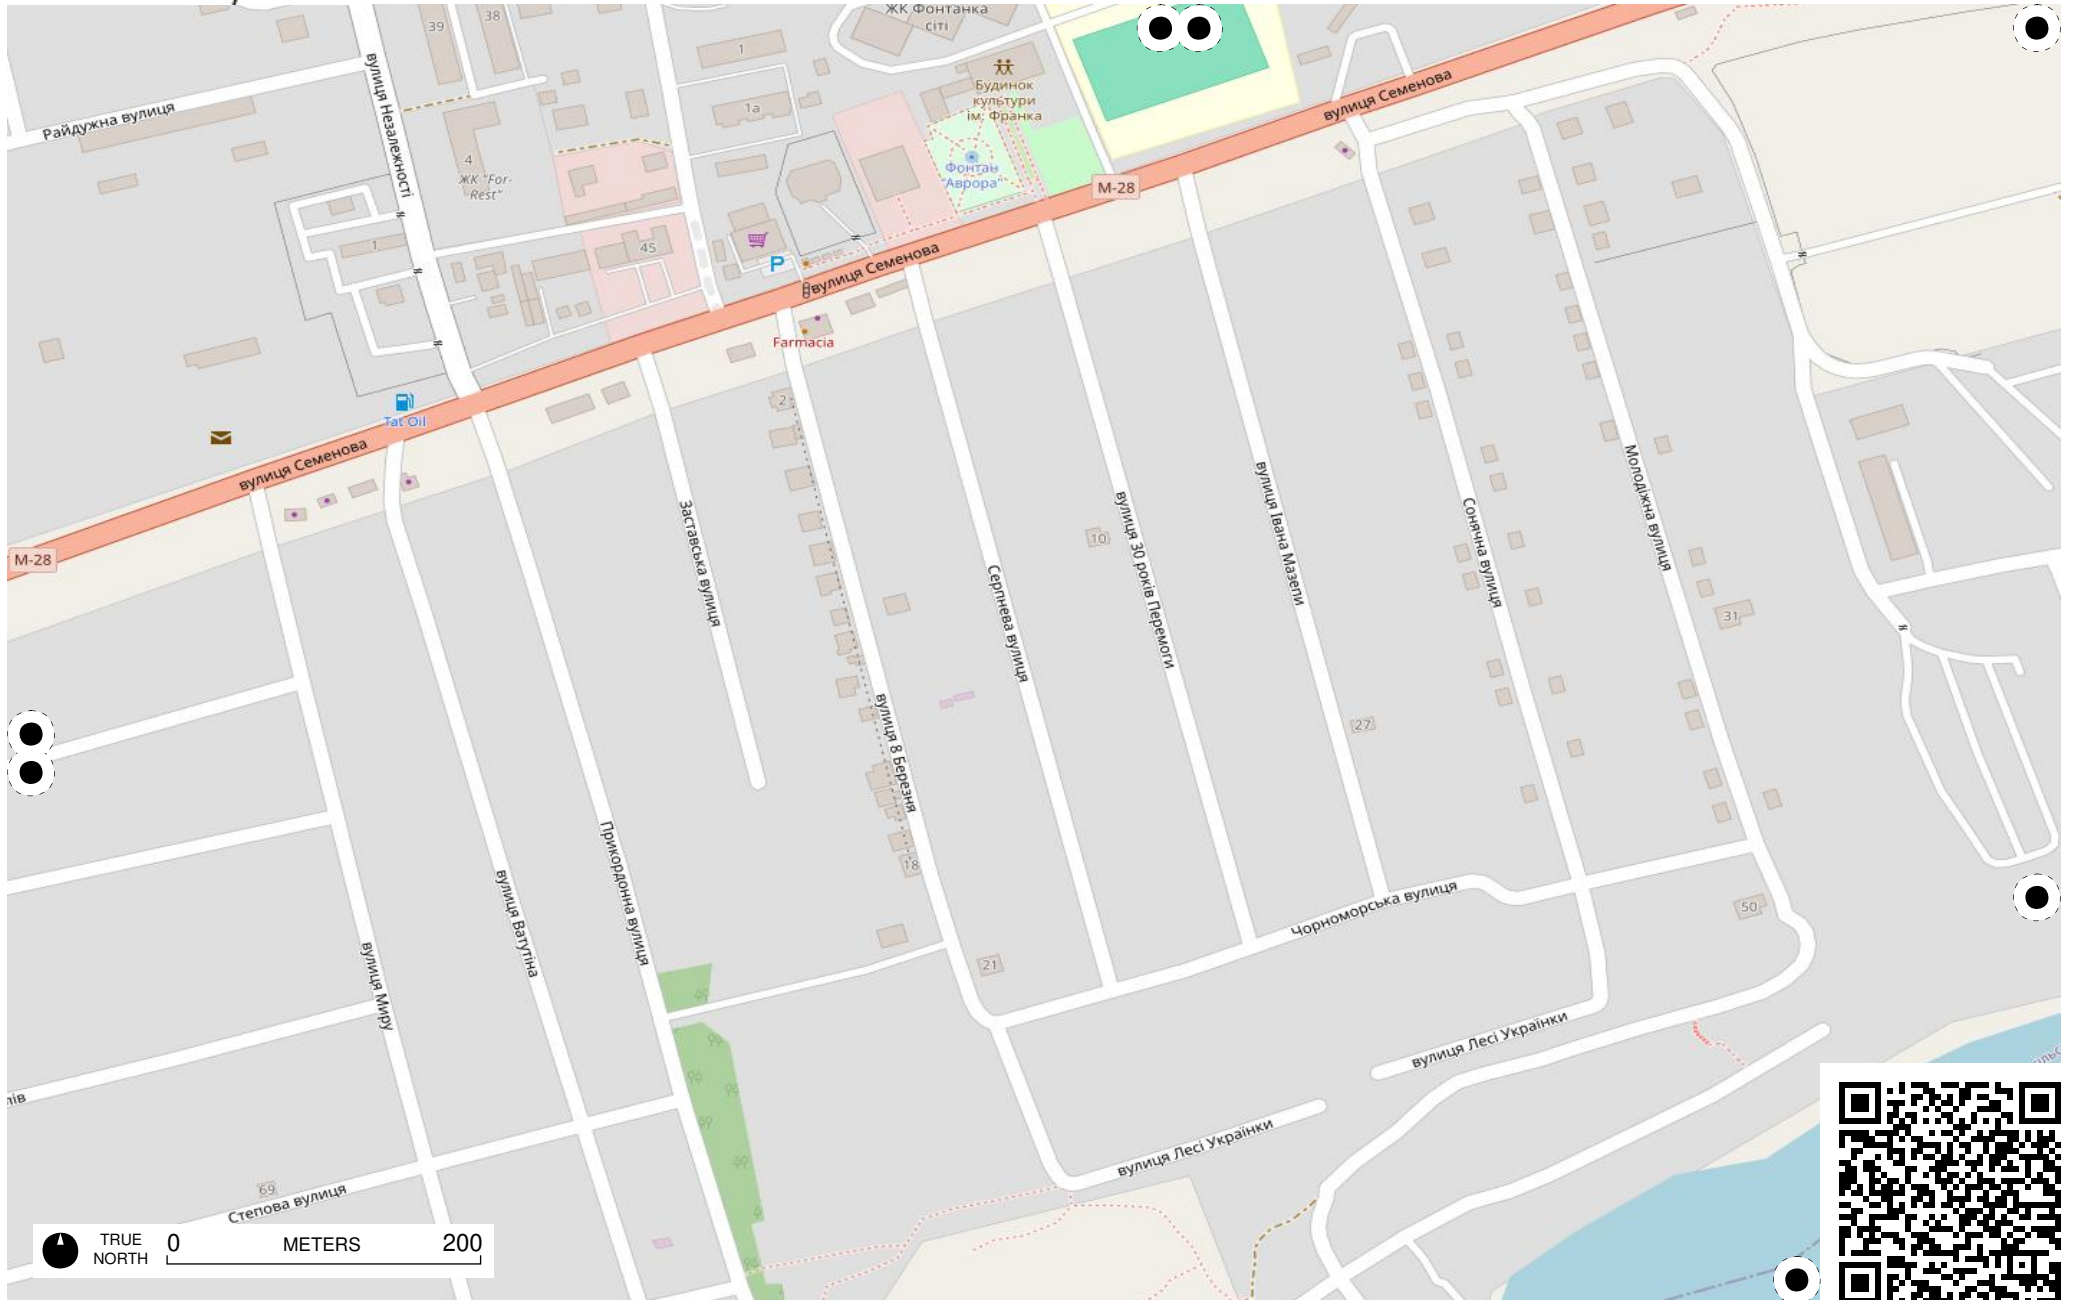 39
38
ЖК Фонтанка
сіті
1
1а
Будинок
культури
ім. Франка
вулиця Незалежності
Райдужна вулиця
4
ЖК "For-
Rest"
Фонтан
"Аврора"
вулиця Семенова
М-28
1
45
P
вулиця Семенова
Farmacia
2
Tat Oil
вулиця Семенова
М-28
Заставська вулиця
Серпнева вулиця
10
вулиця 30 років Перемоги
вулиця Івана Мазепи
Сонячна вулиця
Молодіжна вулиця
31
27
вулиця 8 Березня
18
Прикордонна вулиця
вулиця Ватутіна
вулиця Миру
21
Чорноморська вулиця
50
вулиця Лесі Українки
вулиця Лесі Українки
лів
69
Степова вулиця
TRUE
NORTH
0 METERS 200